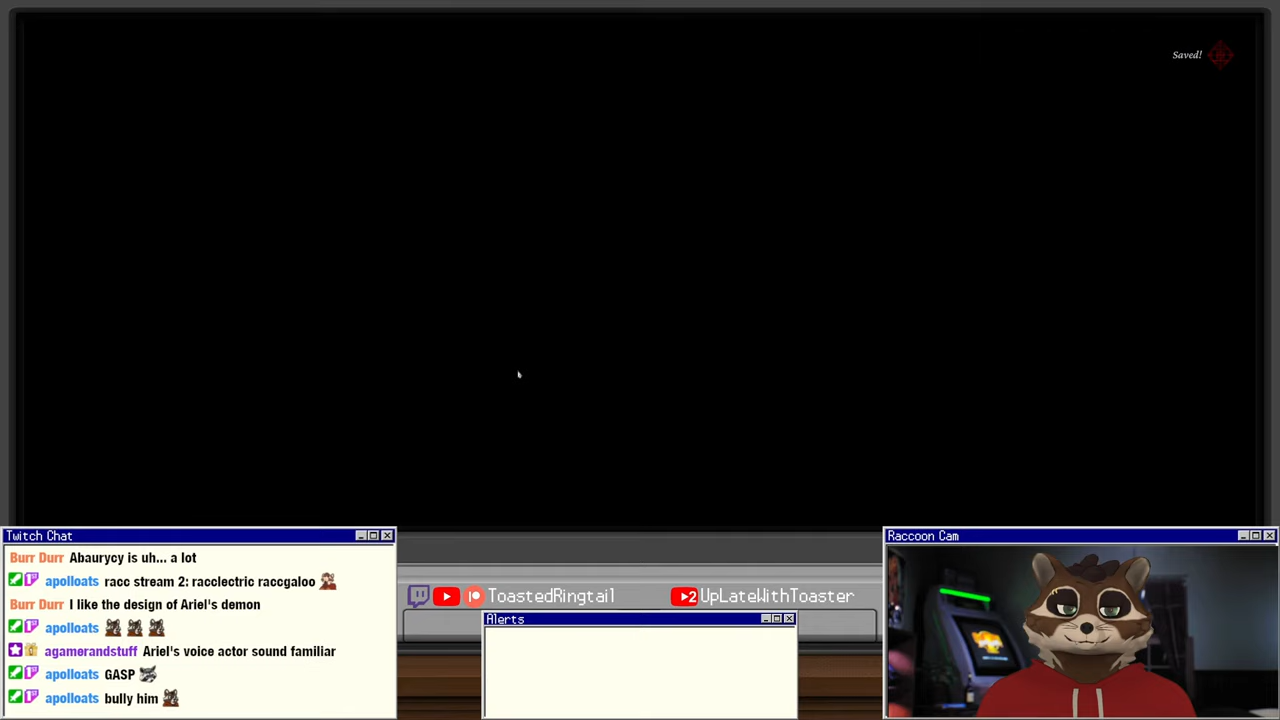 Saved!
Twitch Chat
Burr Durr Abaurycy is uh... a lot
apolloats racc stream 2: racclectric raccgaloo
Burr Durr I like the design of Ariel's demon
apolloats
agamerandstuff Ariel's voice actor sound familiar
apolloats GASP
apolloats bully him
ToastedRingtail
2 UpLateWithToaster
Alerts
Raccoon Cam